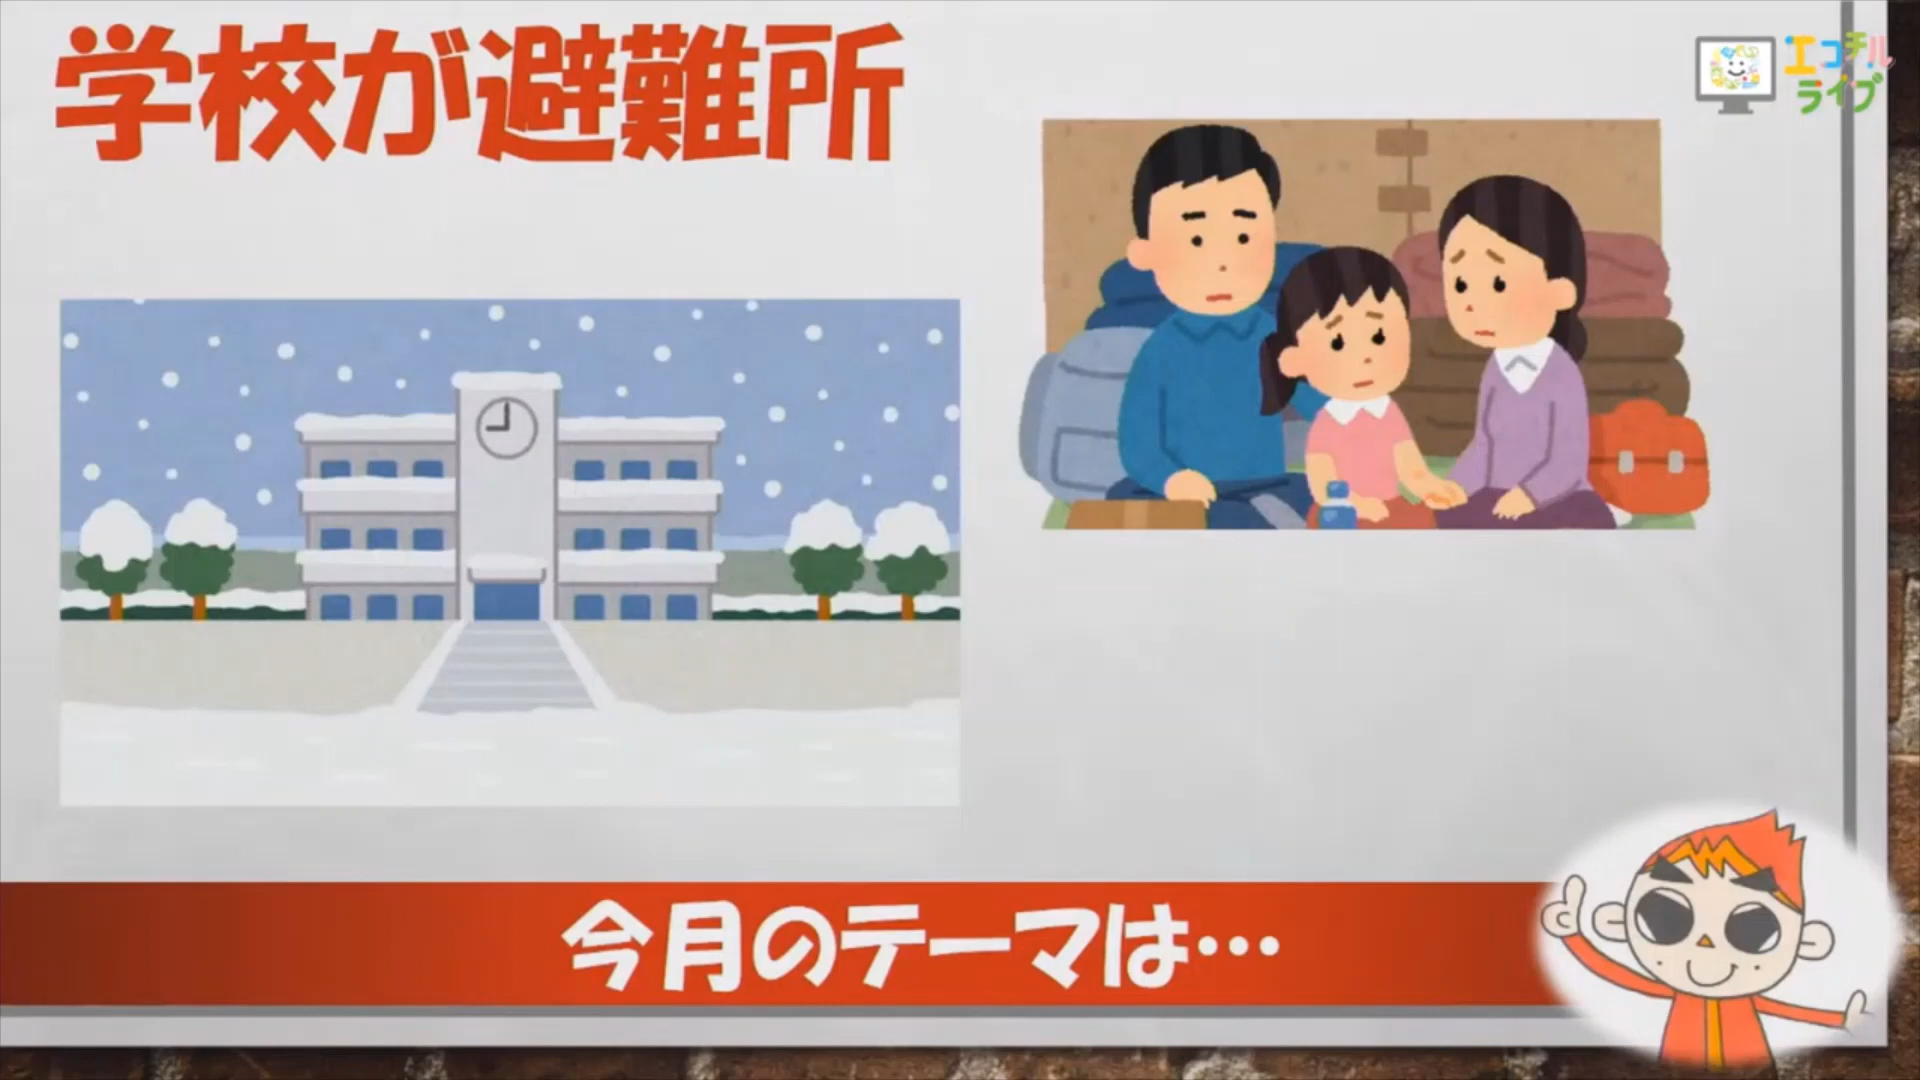 学校が避難所
エコチル
ライブ
今月のテーマは…